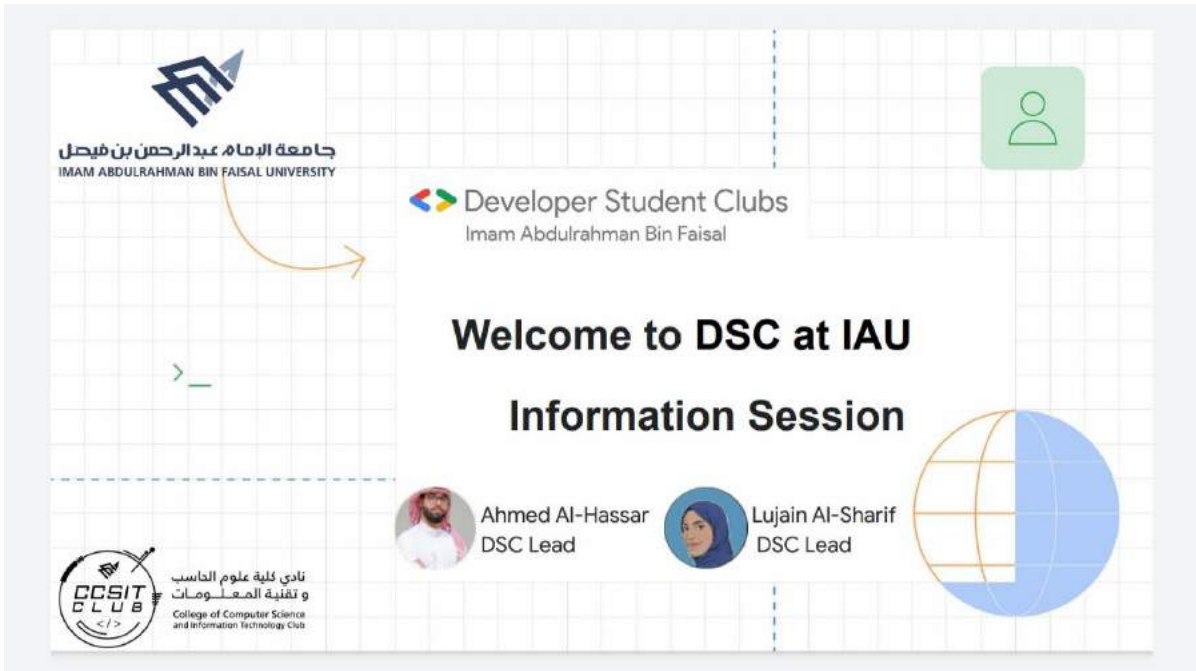 جامعة الإمام عبدالرحمن بن فيصل
IMAM ABDULRAHMAN BIN FAISAL UNIVERSITY
Developer Student Clubs
Imam Abdulrahman Bin Faisal
Welcome to DSC at IAU
Information Session
>_
Ahmed Al-Hassar
DSC Lead
Lujain Al-Sharif
DSC Lead
CCSIT
CLUB
</>
نادي كلية علوم الحاسب
و تقنية المعلومات
College of Computer Science
and Information Technology Club